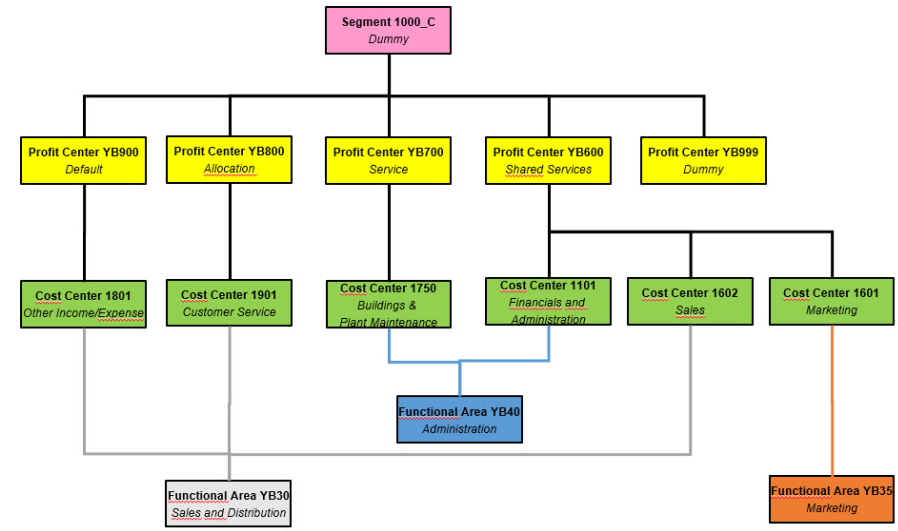 Segment 1000_C
Dummy
Profit Center YB900
Default
Profit Center YB800
Allocation
Profit Center YB700
Service
Profit Center YB600
Shared Services
Profit Center YB999
Dummy
Cost Center 1801
Other Income/Expense
Cost Center 1901
Customer Service
Cost Center 1750
Buildings &
Plant Maintenance
Cost Center 1101
Financials and
Administration
Cost Center 1602
Sales
Cost Center 1601
Marketing
Functional Area YB40
Administration
Functional Area YB30
Sales and Distribution
Functional Area YB35
Marketing